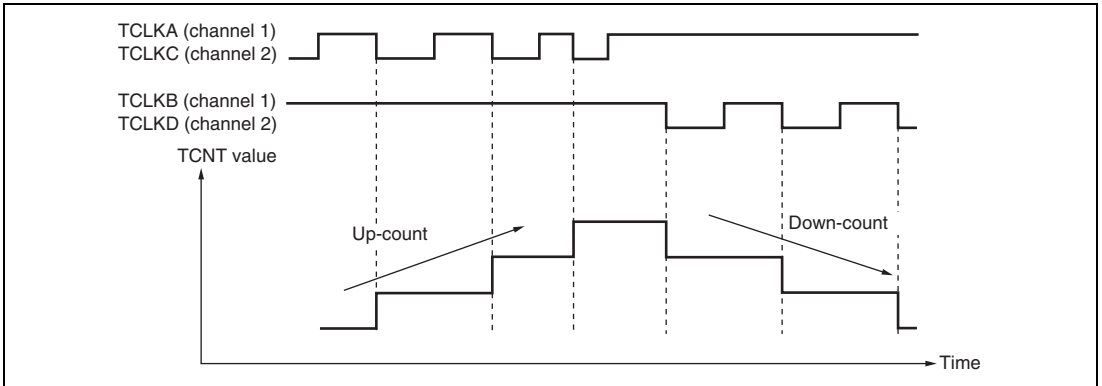 TCLKA (channel 1)
TCLKC (channel 2)
TCLKB (channel 1)
TCLKD (channel 2)
TCNT value
Up-count
Down-count
Time